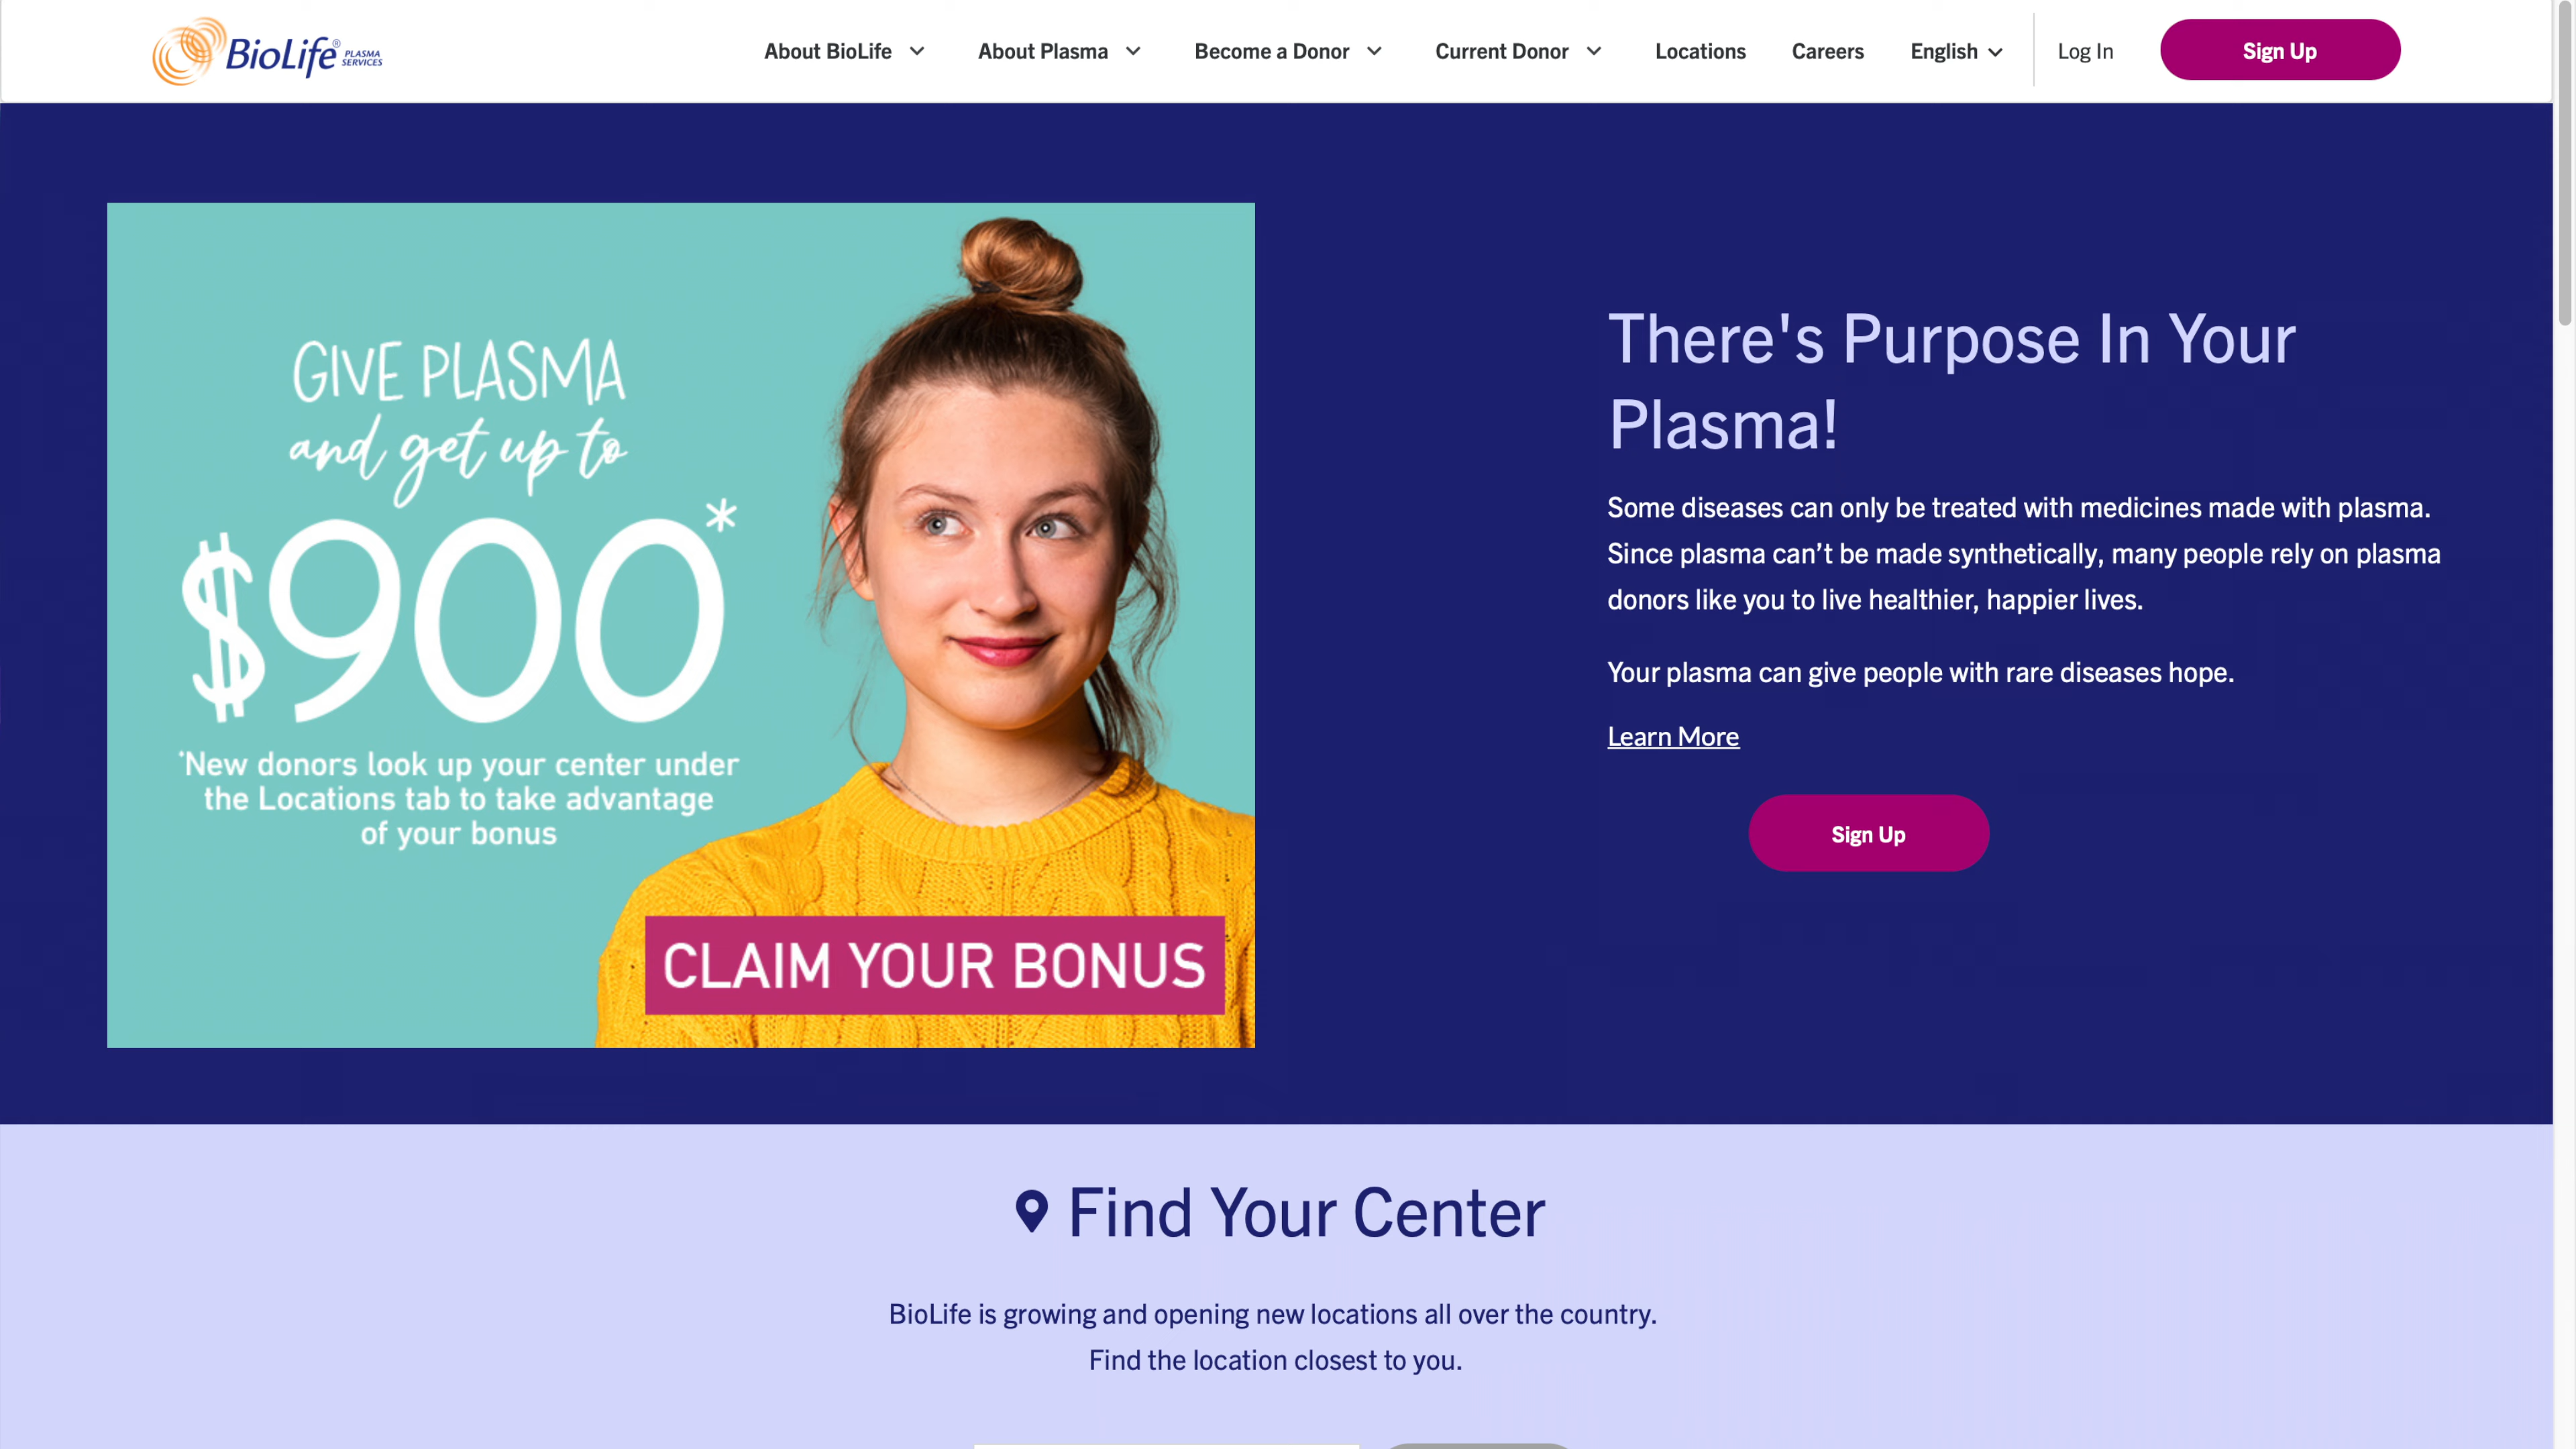 BioLife® PLASMA SERVICES
About BioLife
About Plasma
Become a Donor
Current Donor
Locations
Careers
English
Log In
Sign Up
GIVE PLASMA
and get up to
$900*
*New donors look up your center under
the Locations tab to take advantage
of your bonus
CLAIM YOUR BONUS
There's Purpose In Your
Plasma!
Some diseases can only be treated with medicines made with plasma.
Since plasma can’t be made synthetically, many people rely on plasma
donors like you to live healthier, happier lives.
Your plasma can give people with rare diseases hope.
Learn More
Sign Up
Find Your Center
BioLife is growing and opening new locations all over the country.
Find the location closest to you.